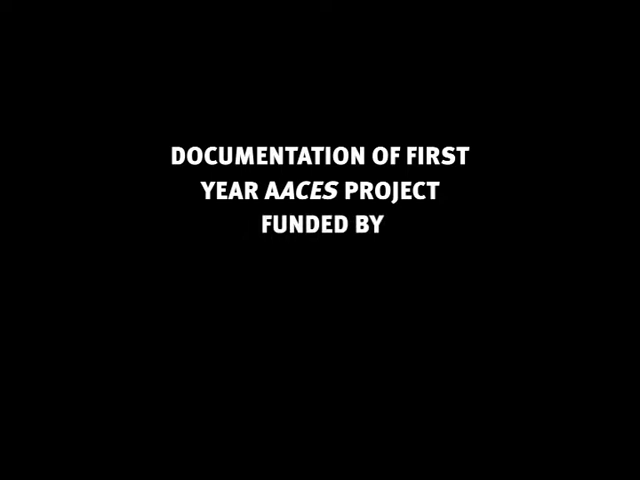 DOCUMENTATION OF FIRST
YEAR AACES PROJECT
FUNDED BY